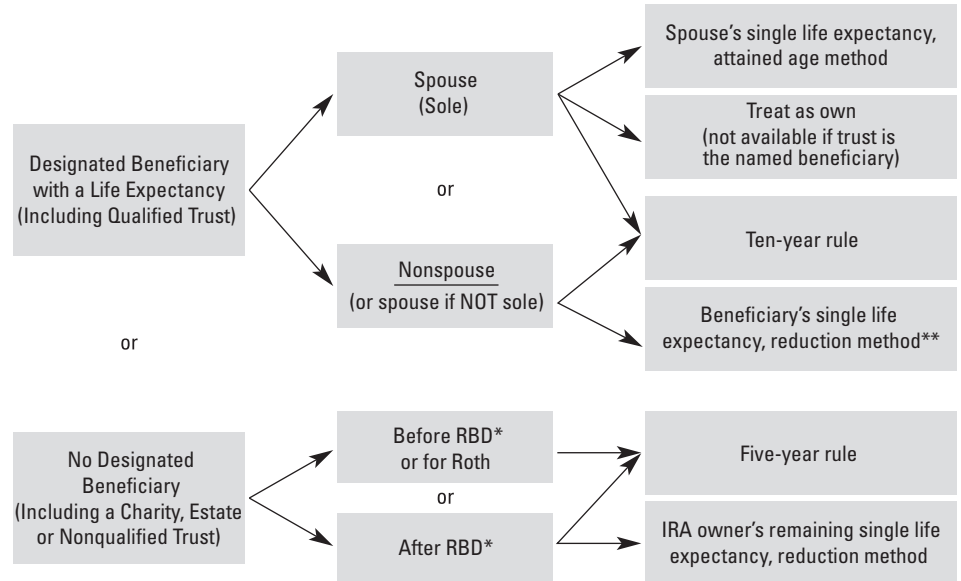 Designated Beneficiary
with a Life Expectancy
(Including Qualified Trust)
or
No Designated
Beneficiary
(Including a Charity, Estate
or Nonqualified Trust)
Spouse
(Sole)
or
Nonspouse
(or spouse if NOT sole)
Before RBD*
or for Roth
or
After RBD*
Spouse's single life expectancy,
attained age method
Treat as own
(not available if trust is
the named beneficiary)
Ten-year rule
Beneficiary's single life
expectancy, reduction method**
Five-year rule
IRA owner's remaining single life
expectancy, reduction method